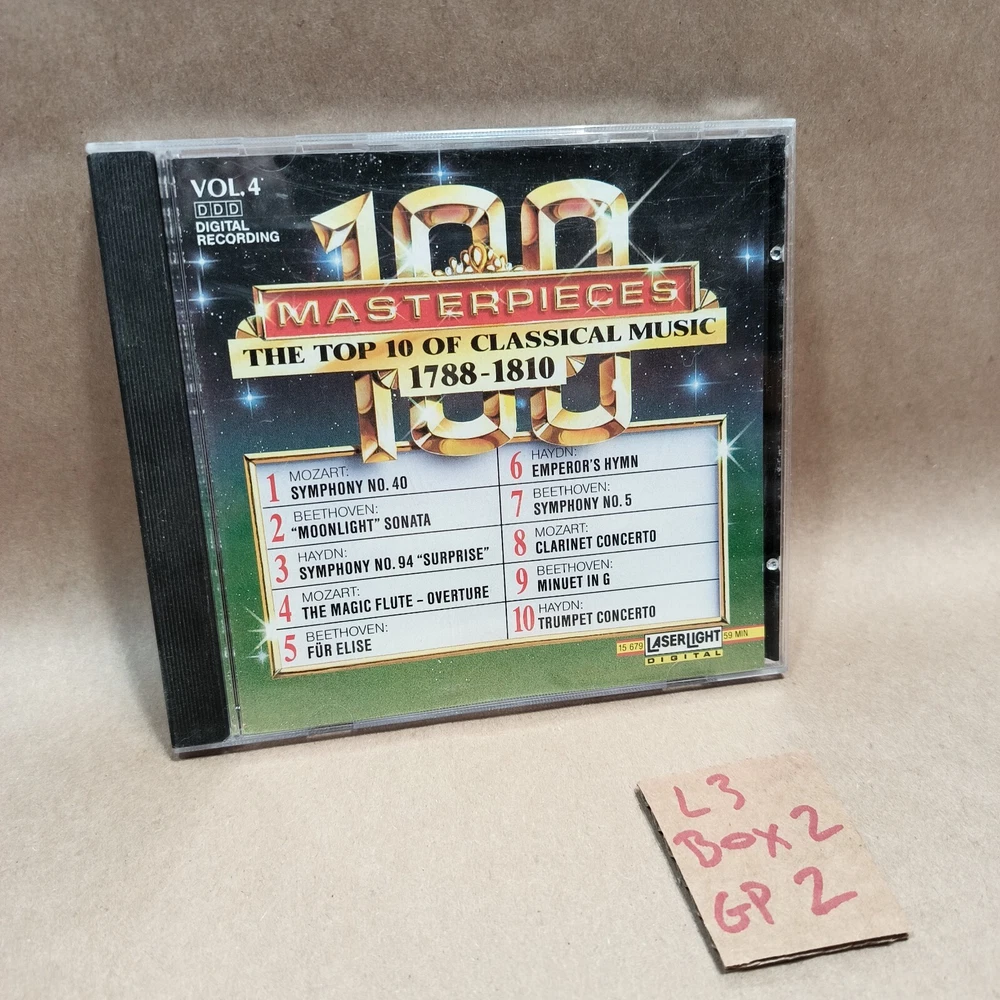 VOL. 4
DDD
DIGITAL
RECORDING
100
MASTERPIECES
THE TOP 10 OF CLASSICAL MUSIC
1788-1810
100
1 MOZART:
SYMPHONY NO. 40
2 BEETHOVEN:
"MOONLIGHT" SONATA
3 HAYDN:
SYMPHONY NO. 94 "SURPRISE"
4 MOZART:
THE MAGIC FLUTE – OVERTURE
5 BEETHOVEN:
FÜR ELISE
6 HAYDN:
EMPEROR'S HYMN
7 BEETHOVEN:
SYMPHONY NO. 5
8 MOZART:
CLARINET CONCERTO
9 BEETHOVEN:
MINUET IN G
10 HAYDN:
TRUMPET CONCERTO
15 679 LASERLIGHT 59 MIN
DIGITAL
L3
BOX 2
GP 2